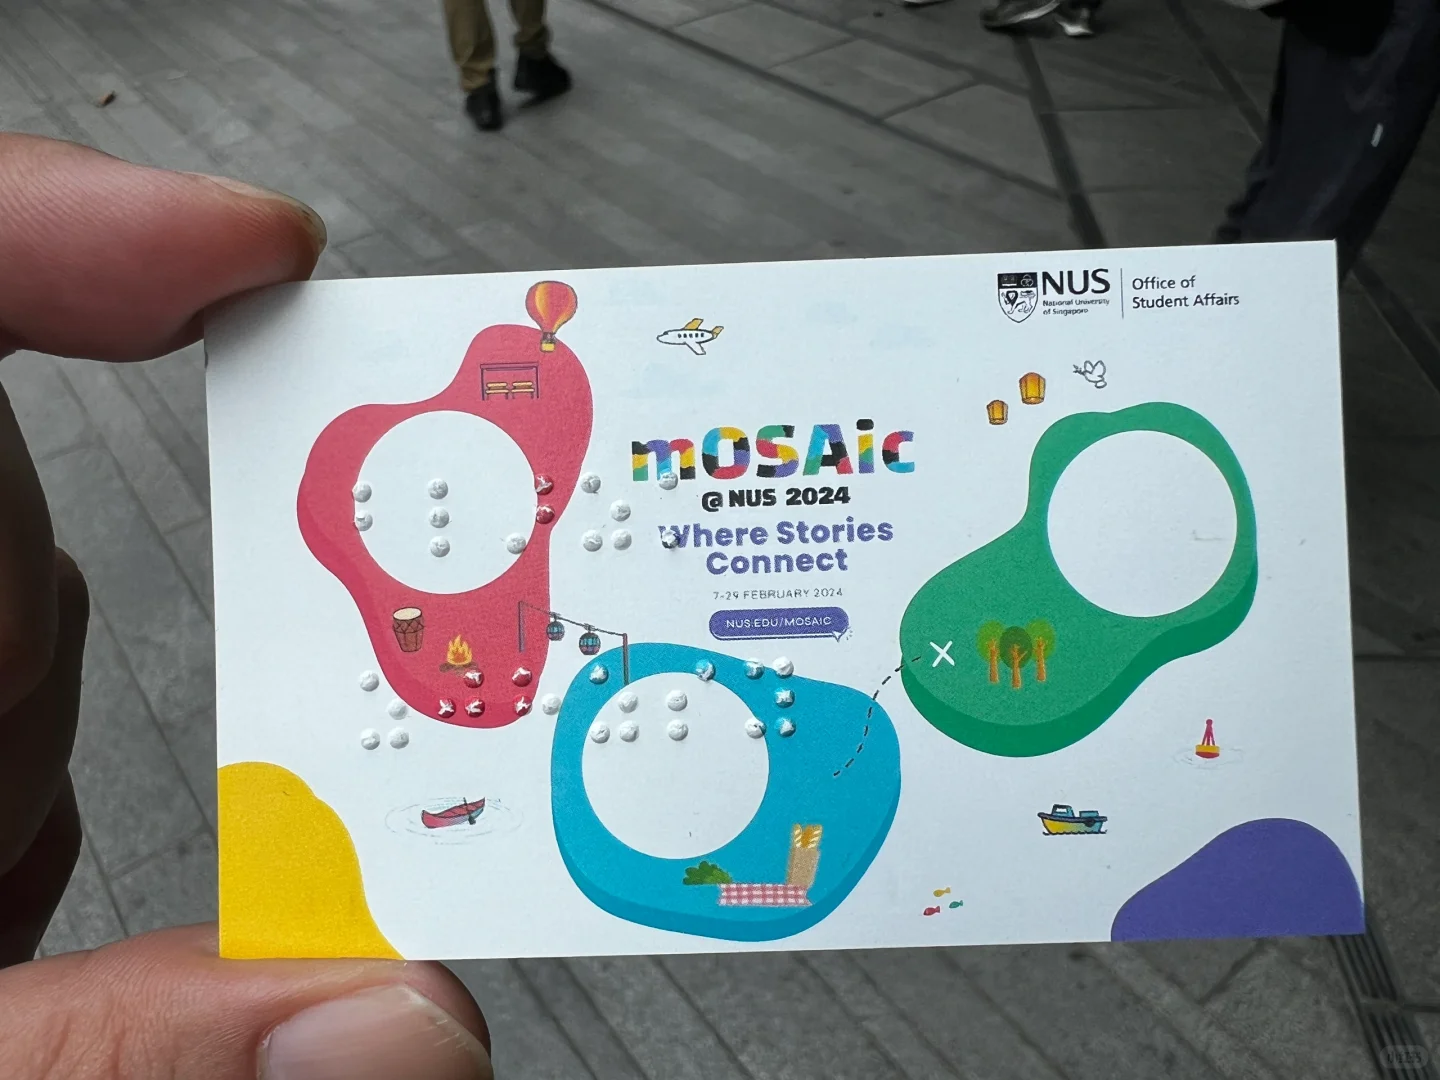 NUS
National University
of Singapore
Office of
Student Affairs
mOSAic
@ NUS 2024
Where Stories
Connect
7-29 FEBRUARY 2024
NUS.EDU/MOSAIC